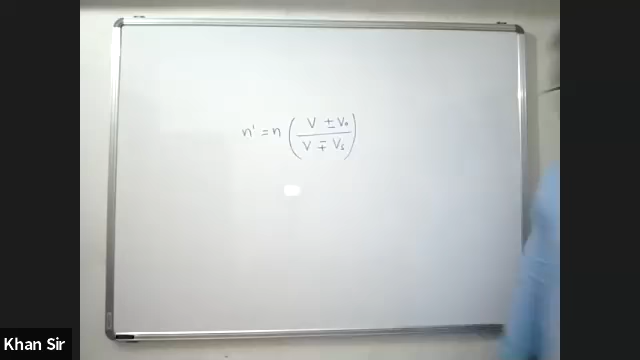 n' = n ( V ± V₀ / V ∓ Vₛ )
Khan Sir